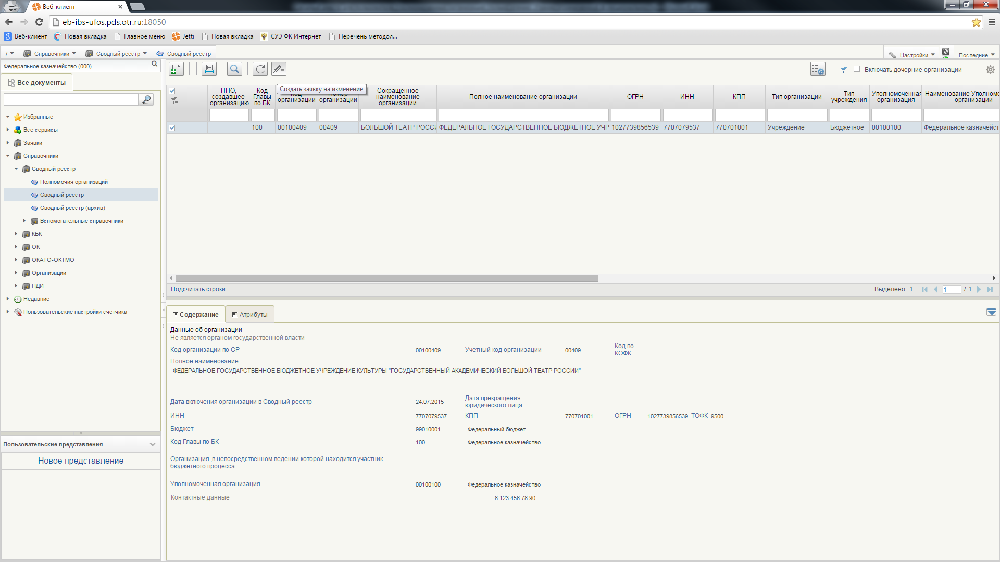 Веб-клиент
eb-ibs-ufos.pds.otr.ru:18050
Веб-клиент Новая вкладка Главное меню Jetti Новая вкладка СУЭ ФК Интернет Перечень методол...
/ Справочники Сводный реестр Сводный реестр Настройки Последние
Федеральное казначейство (000)
Включать дочерние организации
Все документы
Создать заявку на изменение
ППО, создавшее организацию
Код Главы по БК
Код организации
Номер организации
Сокращенное наименование организации
Полное наименование организации
ОГРН
ИНН
КПП
Тип организации
Тип учреждения
Уполномоченная организация
Наименование Уполномо
организации
100 00100409 00409 БОЛЬШОЙ ТЕАТР РОССИ ФЕДЕРАЛЬНОЕ ГОСУДАРСТВЕННОЕ БЮДЖЕТНОЕ УЧР 1027739856539 7707079537 770701001 Учреждение Бюджетное 00100100 Федеральное казначейст
Избранные
Все сервисы
Заявки
Справочники
Сводный реестр
Полномочия организаций
Сводный реестр
Сводный реестр (архив)
Вспомогательные справочники
КБК
ОК
ОКАТО-ОКТМО
Организации
ПДИ
Недавние
Пользовательские настройки счетчика
Подсчитать строки Выделено: 1 1 / 1
Содержание Атрибуты
Данные об организации
Не является органом государственной власти
Код организации по СР 00100409 Учетный код организации 00409 Код по КОФК
Полное наименование
ФЕДЕРАЛЬНОЕ ГОСУДАРСТВЕННОЕ БЮДЖЕТНОЕ УЧРЕЖДЕНИЕ КУЛЬТУРЫ "ГОСУДАРСТВЕННЫЙ АКАДЕМИЧЕСКИЙ БОЛЬШОЙ ТЕАТР РОССИИ"
Дата включения организации в Сводный реестр 24.07.2015 Дата прекращения юридического лица
ИНН 7707079537 КПП 770701001 ОГРН 1027739856539 ТОФК 9500
Бюджет 99010001 Федеральный бюджет
Код Главы по БК 100 Федеральное казначейство
Организация ,в непосредственном ведении которой находится участник
бюджетного процесса
Уполномоченная организация 00100100 Федеральное казначейство
Контактные данные 8 123 456 78 90
Пользовательские представления
Новое представление